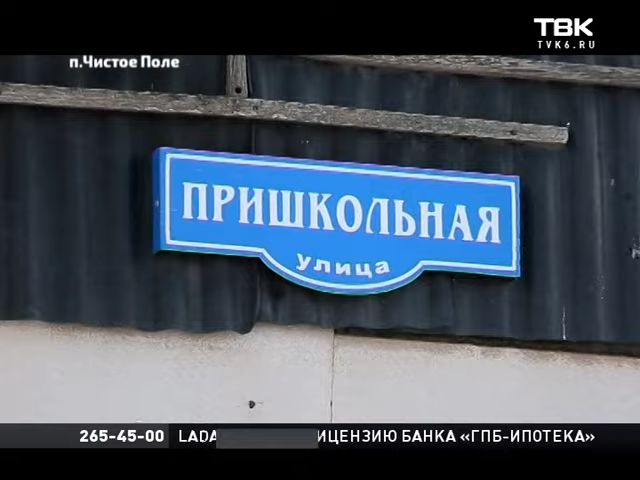 ТВК
TVK6.RU
п.Чистое Поле
ПРИШКОЛЬНАЯ
улица
265-45-00 LADA ИЦЕНЗИЮ БАНКА «ГПБ-ИПОТЕКА»